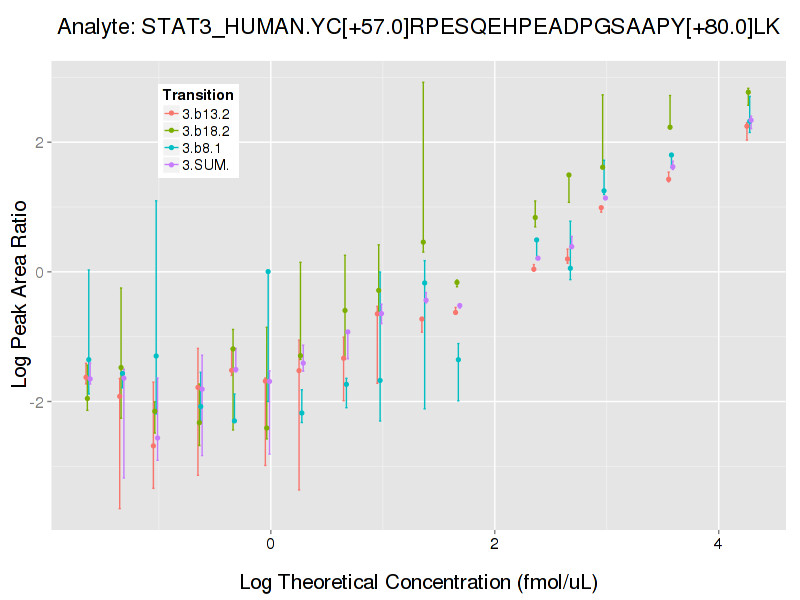 Analyte: STAT3_HUMAN.YC[+57.0]RPESQEHPEADPGSAAPY[+80.0]LK
Transition
3.b13.2
3.b18.2
3.b8.1
3.SUM.
Log Peak Area Ratio
2
0
-2
0
2
4
Log Theoretical Concentration (fmol/uL)